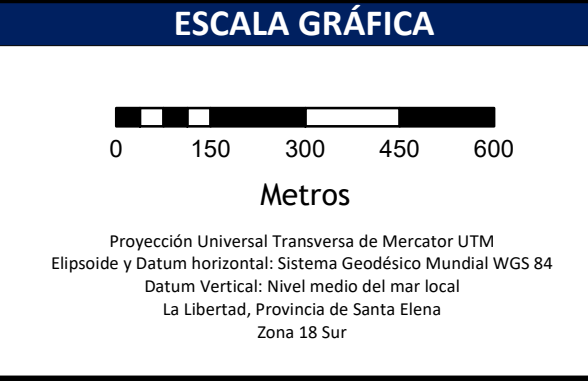 ESCALA GRÁFICA
0 150 300 450 600
Metros
Proyección Universal Transversa de Mercator UTM
Elipsoide y Datum horizontal: Sistema Geodésico Mundial WGS 84
Datum Vertical: Nivel medio del mar local
La Libertad, Provincia de Santa Elena
Zona 18 Sur